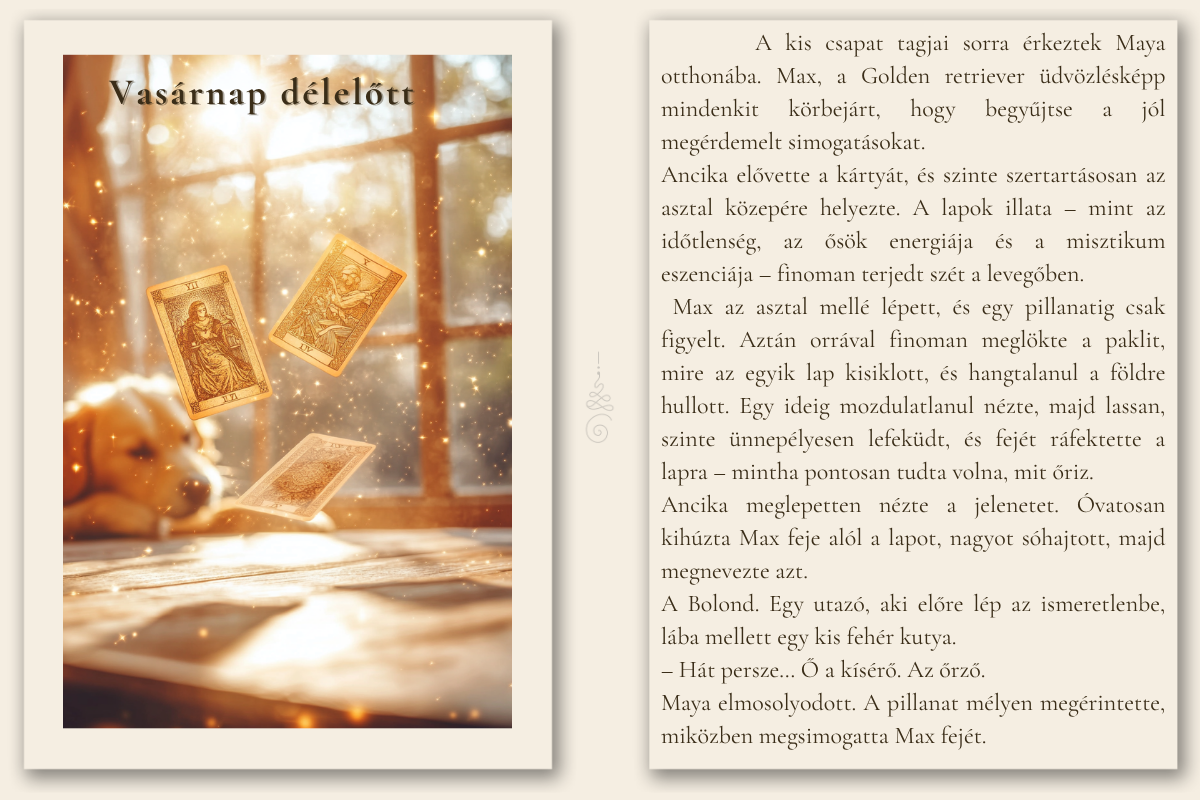 Vasárnap délelőtt
VII
X
A kis csapat tagjai sorra érkeztek Maya
otthonába. Max, a Golden retriever üdvözlésképp
mindenkit körbejárt, hogy begyűjtse a jól
megérdemelt simogatásokat.
Ancika elővette a kártyát, és szinte szertartásosan az
asztal közepére helyezte. A lapok illata – mint az
időtlenség, az ősök energiája és a misztikum
eszenciája – finoman terjedt szét a levegőben.
Max az asztal mellé lépett, és egy pillanatig csak
figyelt. Aztán orrával finoman meglökte a paklit,
mire az egyik lap kisiklott, és hangtalanul a földre
hullott. Egy ideig mozdulatlanul nézte, majd lassan,
szinte ünnepélyesen lefeküdt, és fejét ráfektette a
lapra – mintha pontosan tudta volna, mit őriz.
Ancika meglepetten nézte a jelenetet. Óvatosan
kihúzta Max feje alól a lapot, nagyot sóhajtott, majd
megnevezte azt.
A Bolond. Egy utazó, aki előre lép az ismeretlenbe,
lába mellett egy kis fehér kutya.
– Hát persze... Ő a kísérő. Az őrző.
Maya elmosolyodott. A pillanat mélyen megérintette,
miközben megsimogatta Max fejét.